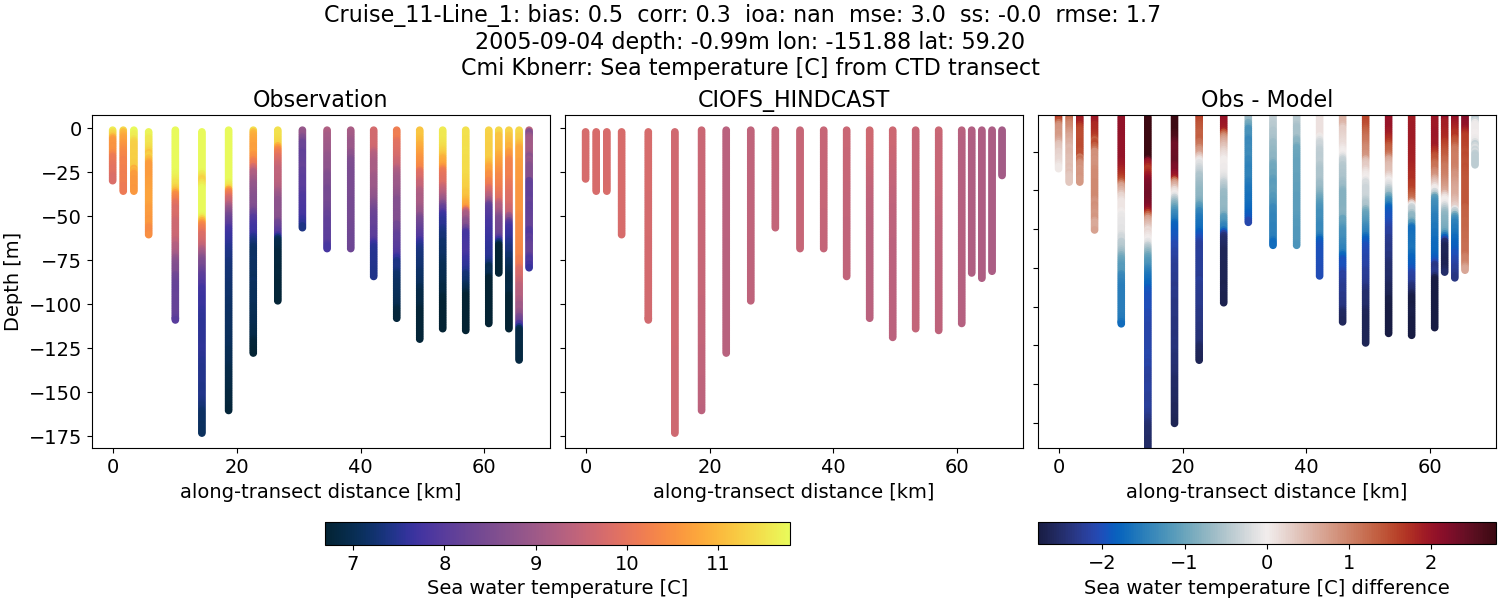 Cruise_11-Line_1: bias: 0.5  corr: 0.3  ioa: nan  mse: 3.0  ss: -0.0  rmse: 1.7
2005-09-04 depth: -0.99m lon: -151.88 lat: 59.20
Cmi Kbnerr: Sea temperature [C] from CTD transect
Observation
CIOFS_HINDCAST
Obs - Model
Depth [m]
0
−25
−50
−75
−100
−125
−150
−175
0 20 40 60
0 20 40 60
0 20 40 60
along-transect distance [km]
along-transect distance [km]
along-transect distance [km]
7 8 9 10 11
Sea water temperature [C]
−2 −1 0 1 2
Sea water temperature [C] difference